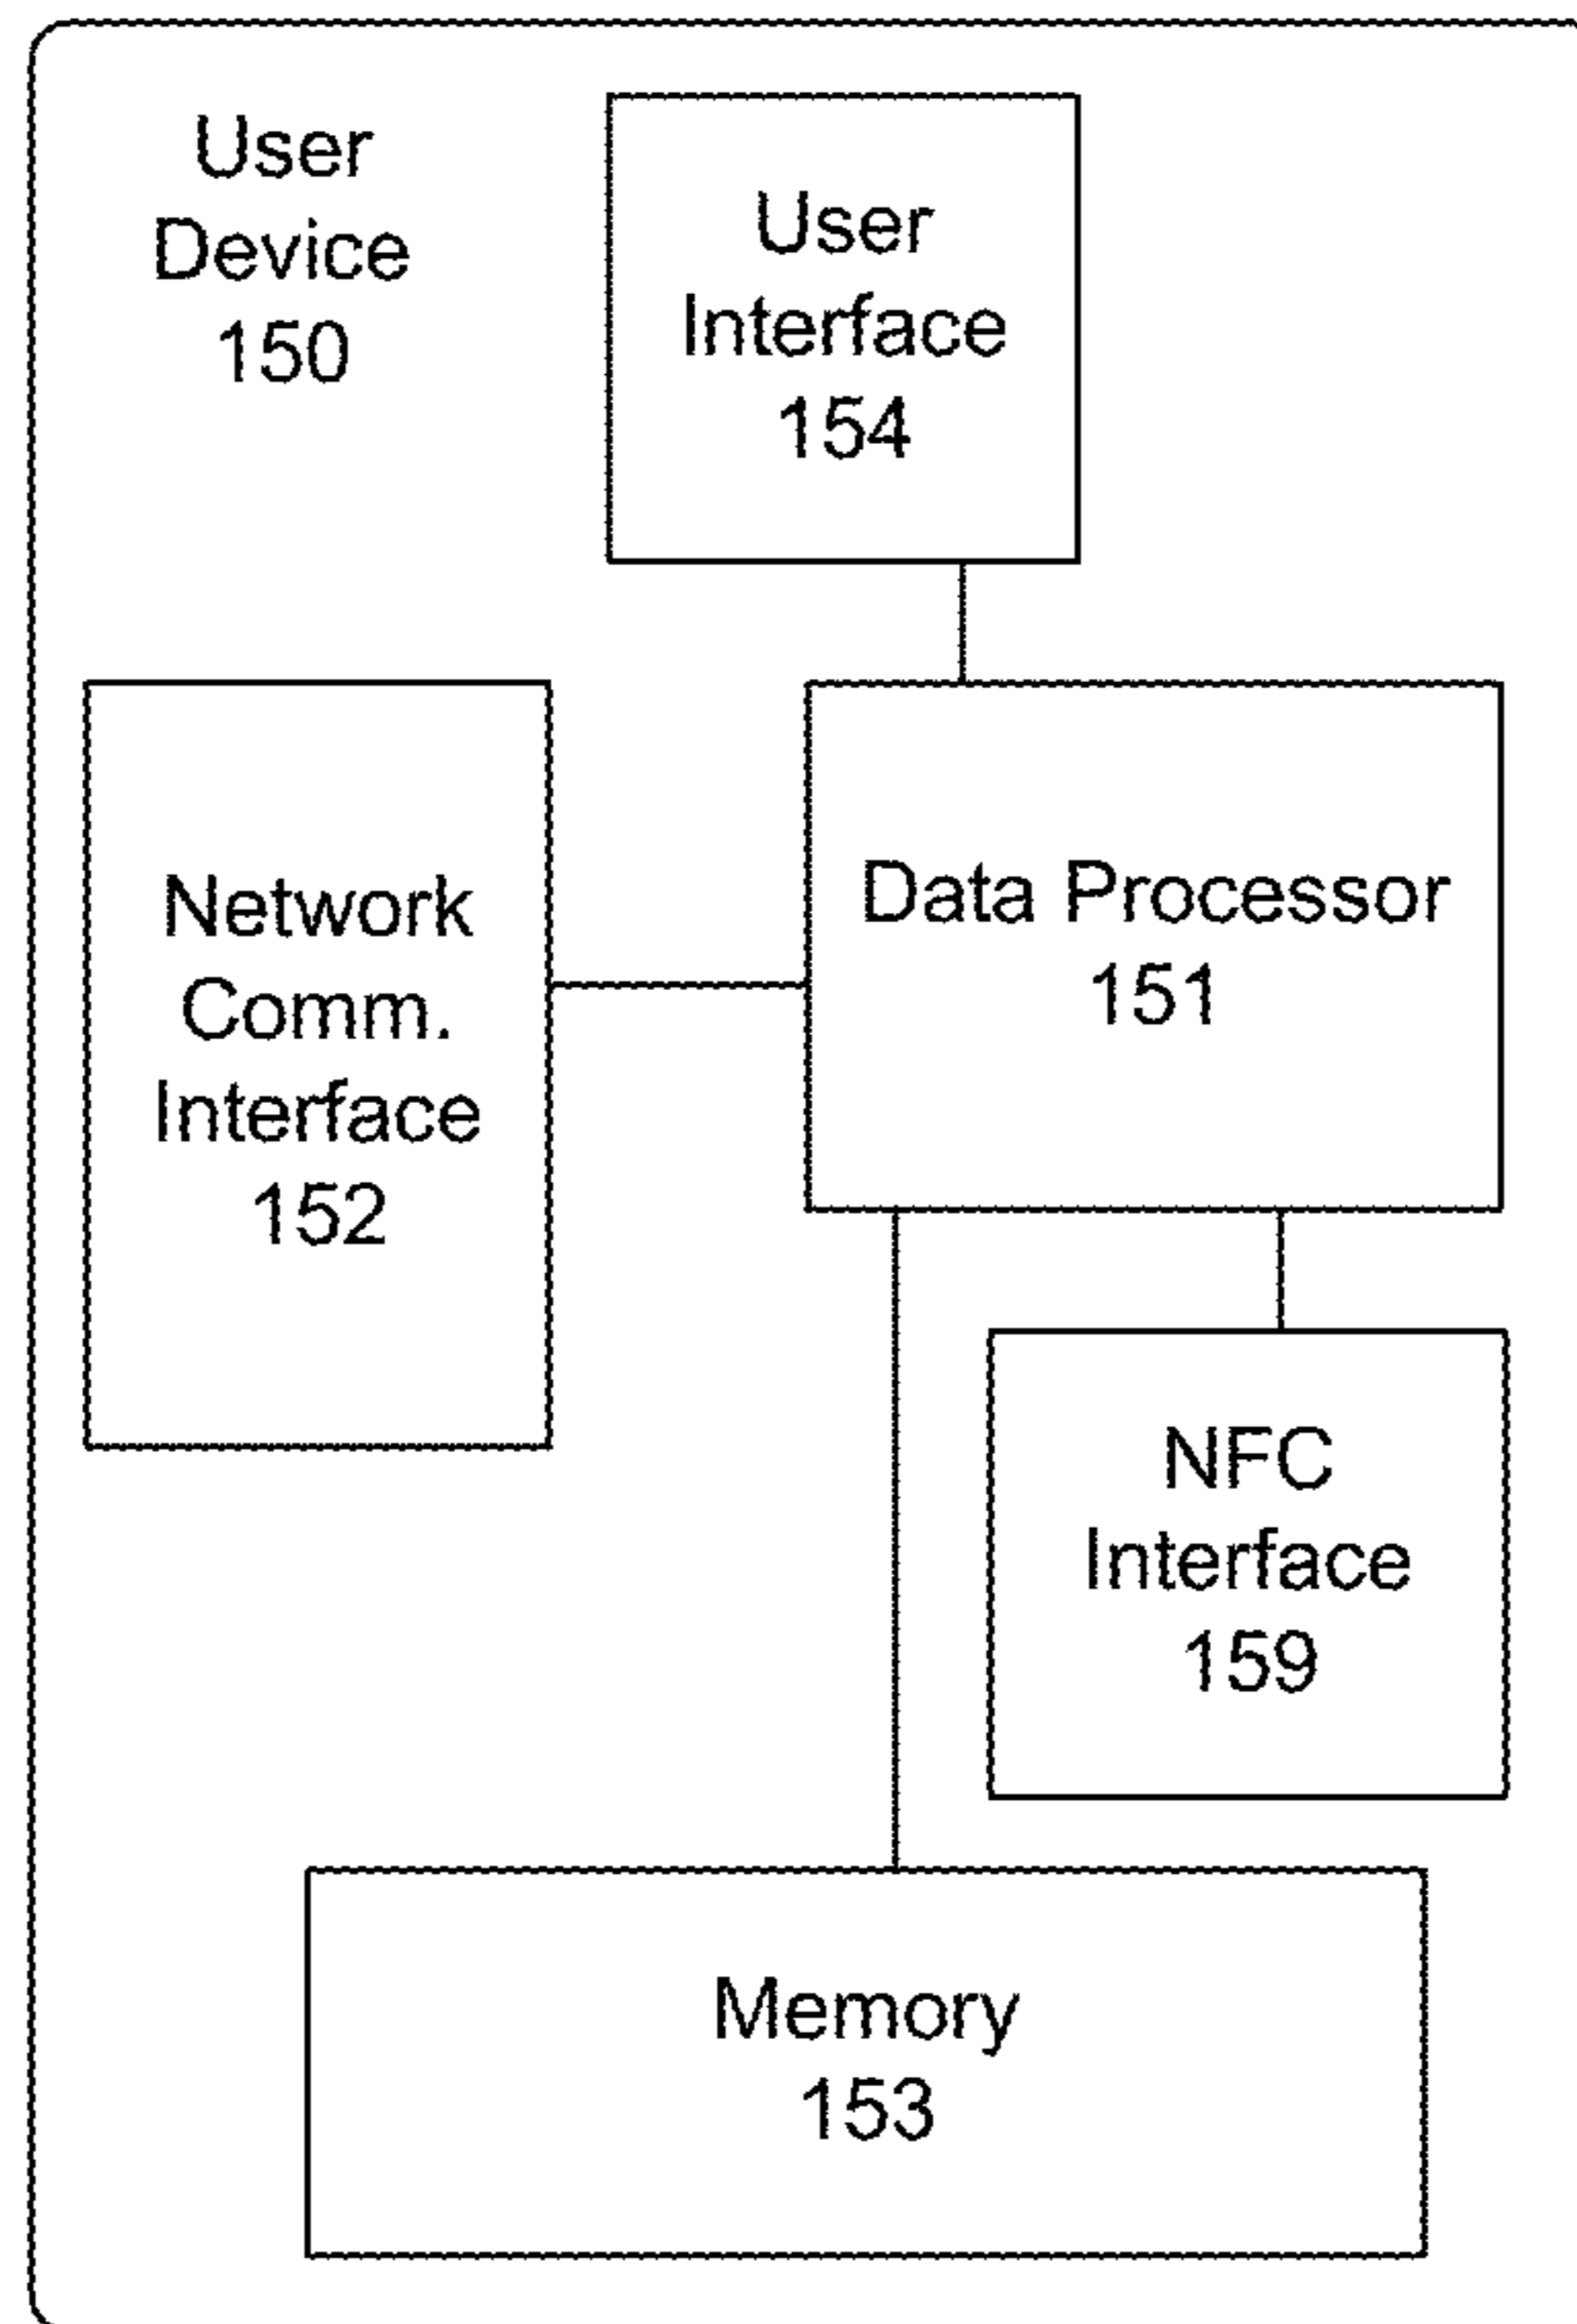 User
Device
150
User
Interface
154
Network
Comm.
Interface
152
Data Processor
151
NFC
Interface
159
Memory
153